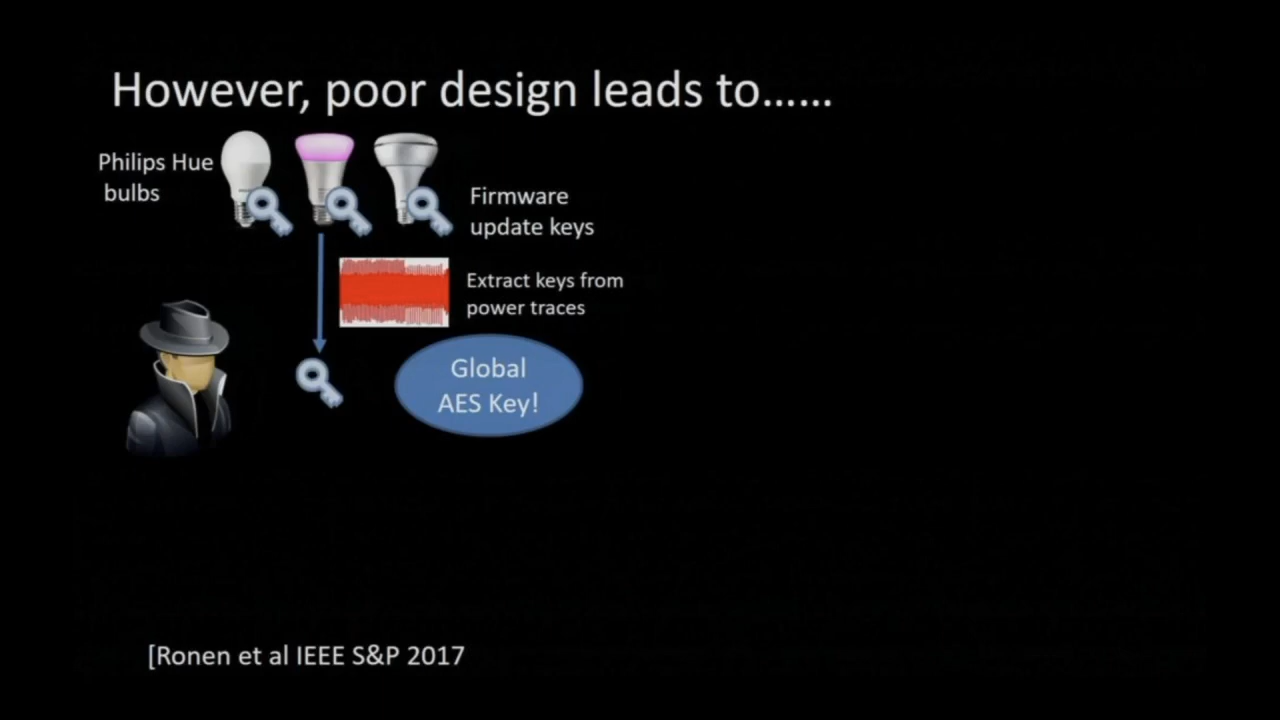 However, poor design leads to……
Philips Hue
bulbs
Firmware
update keys
Extract keys from
power traces
Global
AES Key!
[Ronen et al IEEE S&P 2017